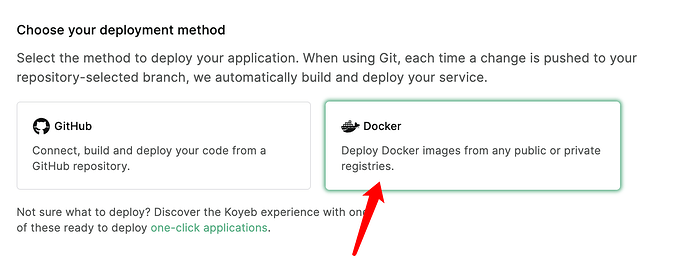 Choose your deployment method
Select the method to deploy your application. When using Git, each time a change is pushed to your
repository-selected branch, we automatically build and deploy your service.
GitHub
Connect, build and deploy your code from a
GitHub repository.
Docker
Deploy Docker images from any public or private
registries.
Not sure what to deploy? Discover the Koyeb experience with one
of these ready to deploy one-click applications.